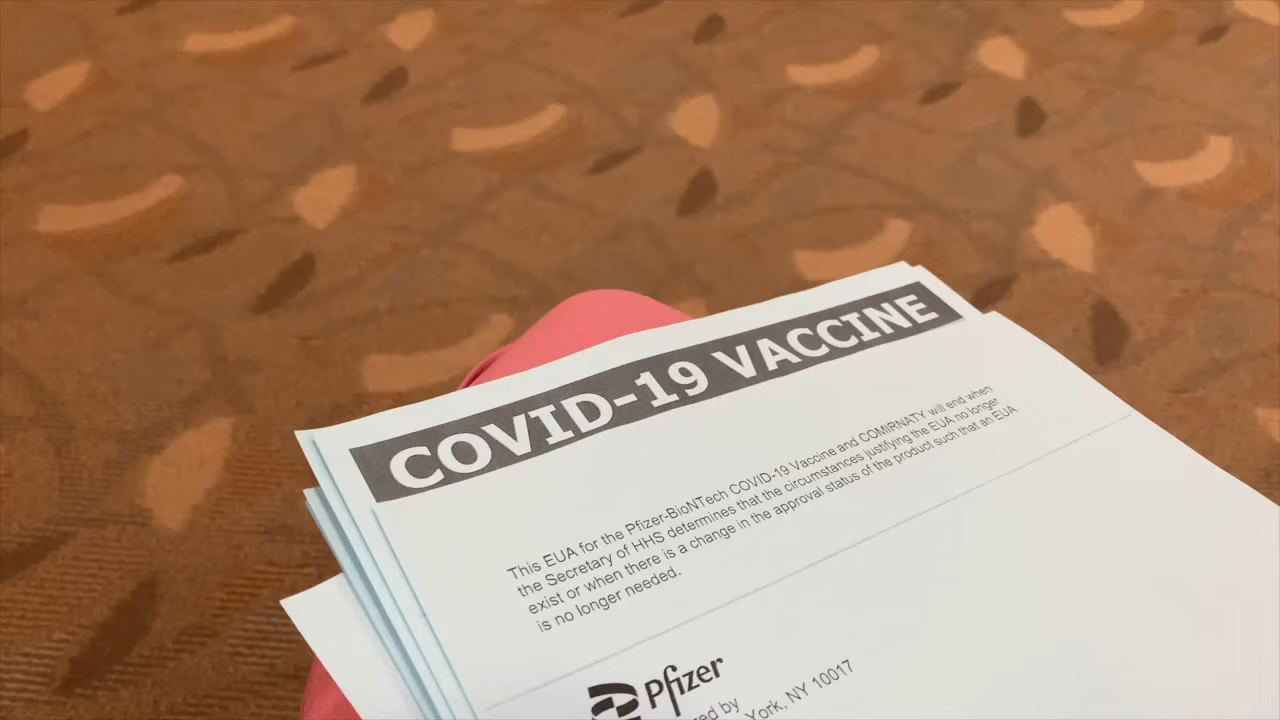 COVID-19 VACCINE
This EUA for the Pfizer-BioNTech COVID-19 Vaccine and COMIRNATY will end when
the Secretary of HHS determines that the circumstances justifying the EUA no longer
exist or when there is a change in the approval status of the product such that an EUA
is no longer needed.
Pfizer
by
York, NY 10017